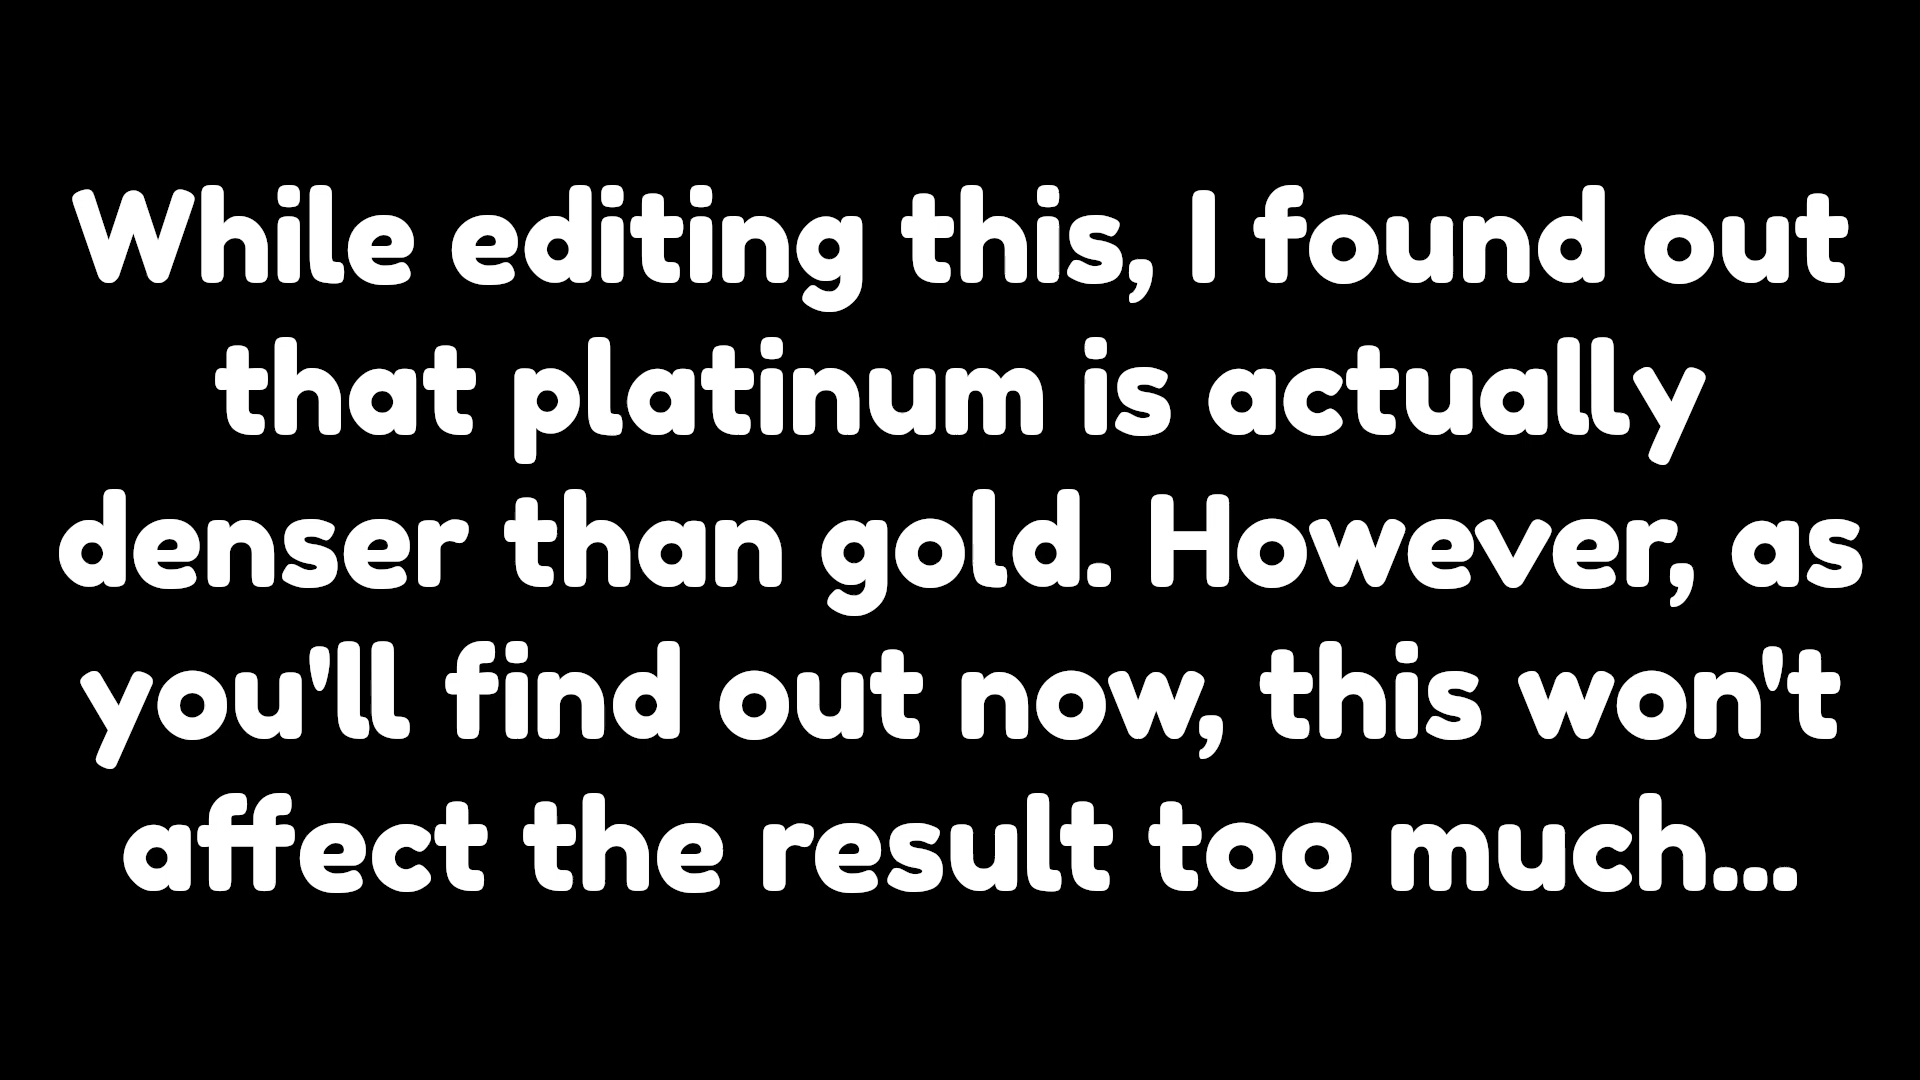 While editing this, I found out
that platinum is actually
denser than gold. However, as
you'll find out now, this won't
affect the result too much...